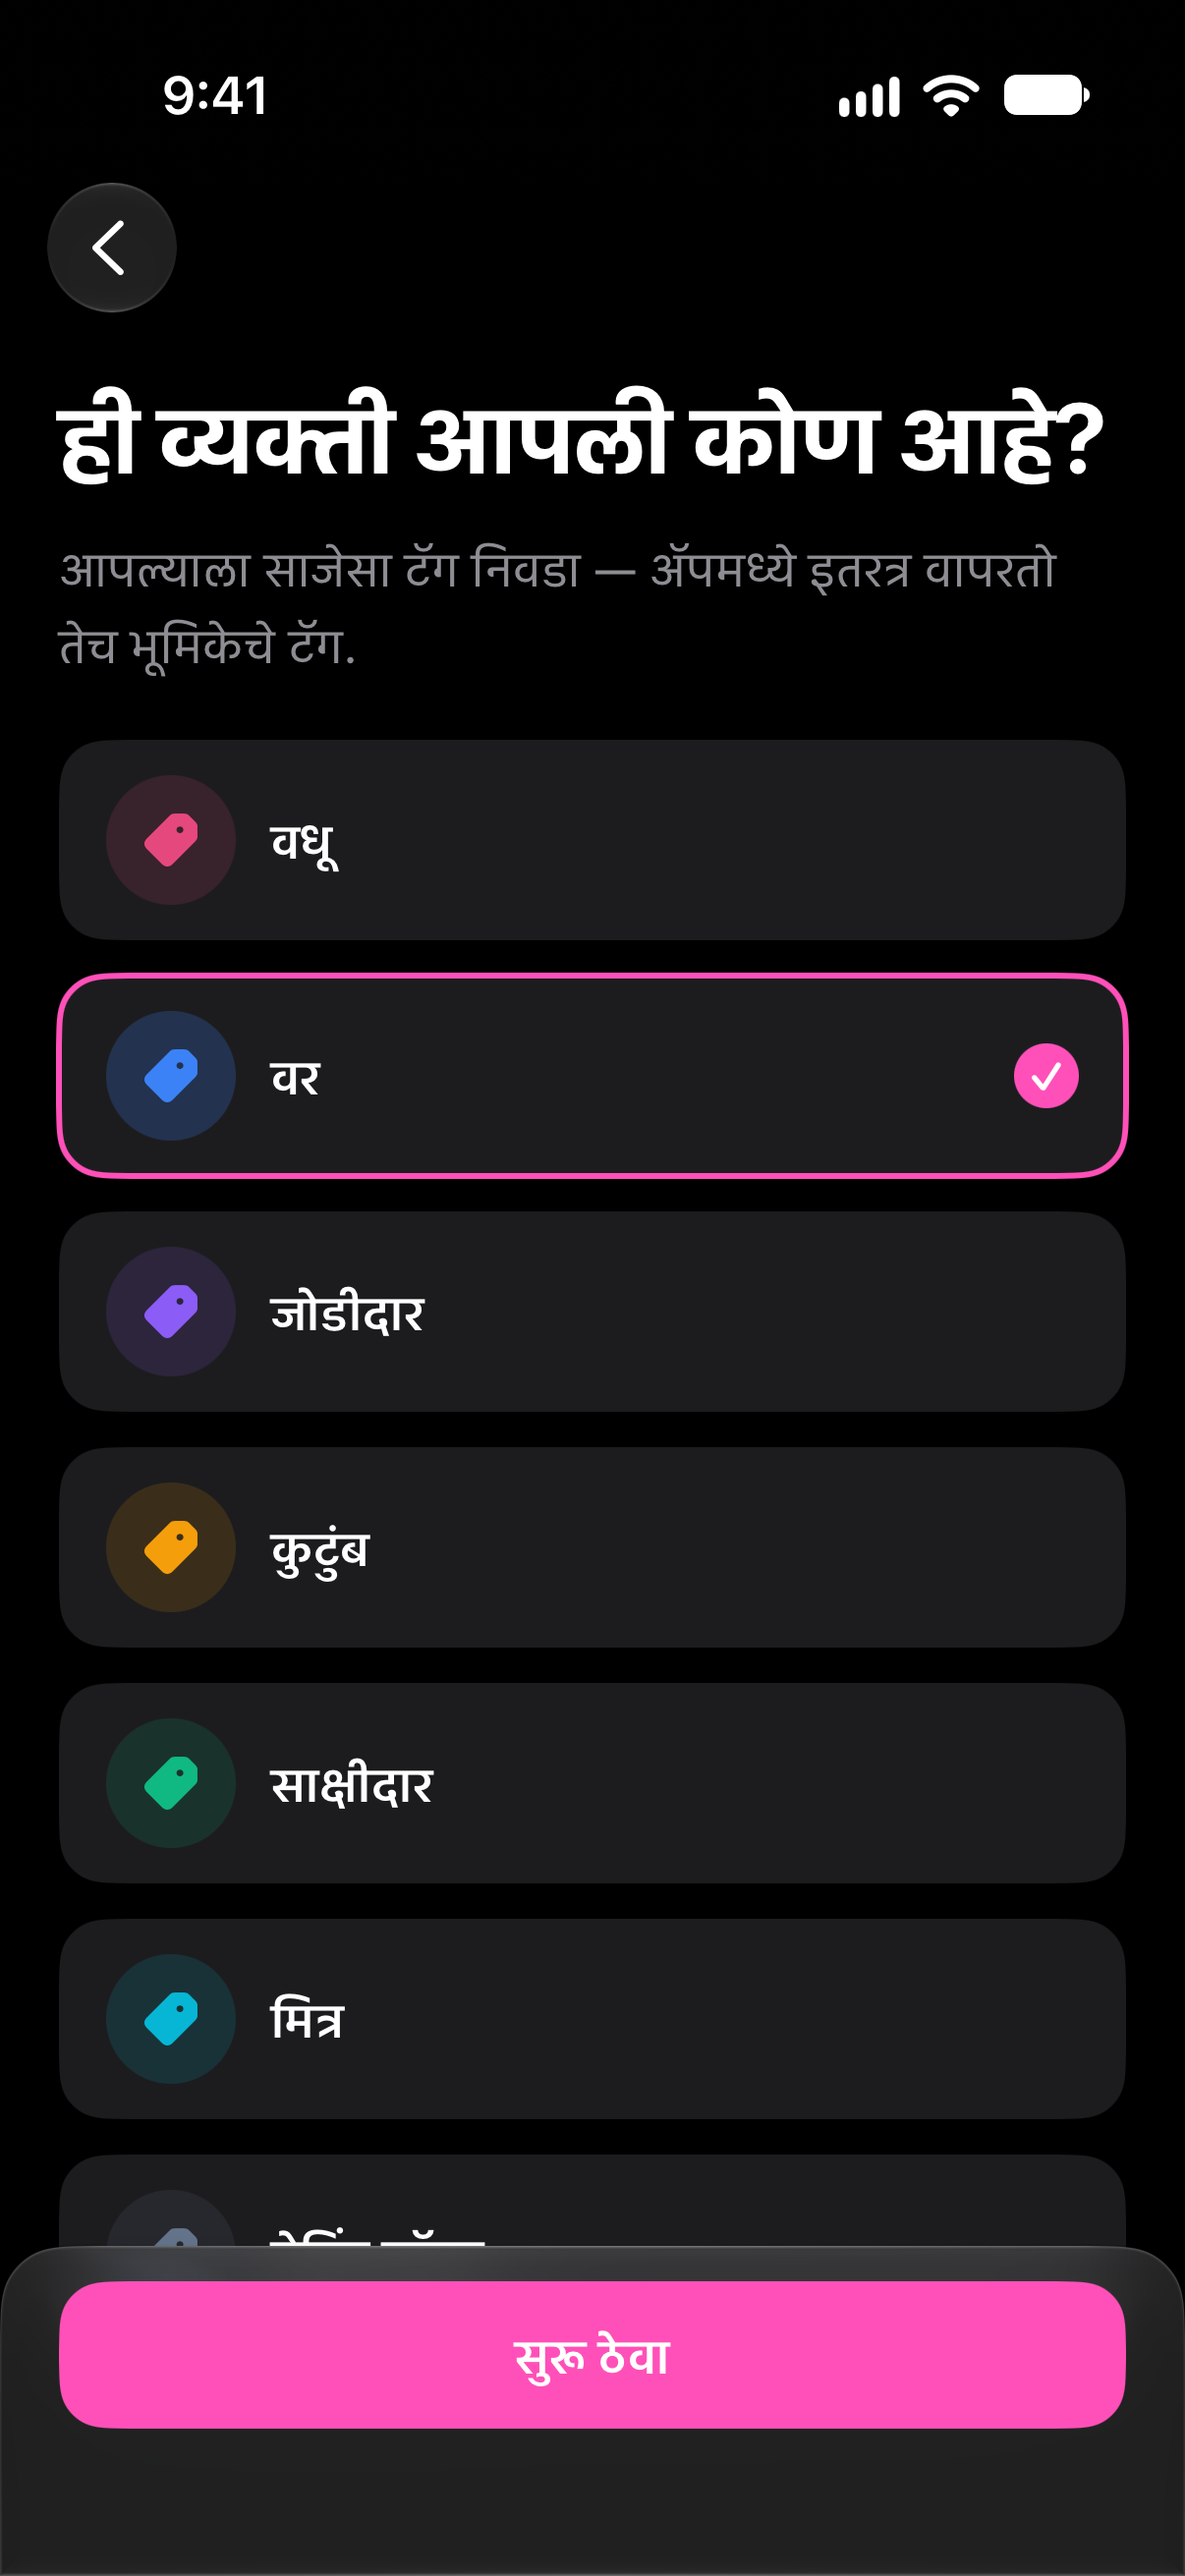 9:41
ही व्यक्ती आपली कोण आहे?
आपल्याला साजेसा टॅग निवडा — ॲपमध्ये इतरत्र वापरतो
तेच भूमिकेचे टॅग.
वधू
वर
जोडीदार
कुटुंब
साक्षीदार
मित्र
सुरू ठेवा